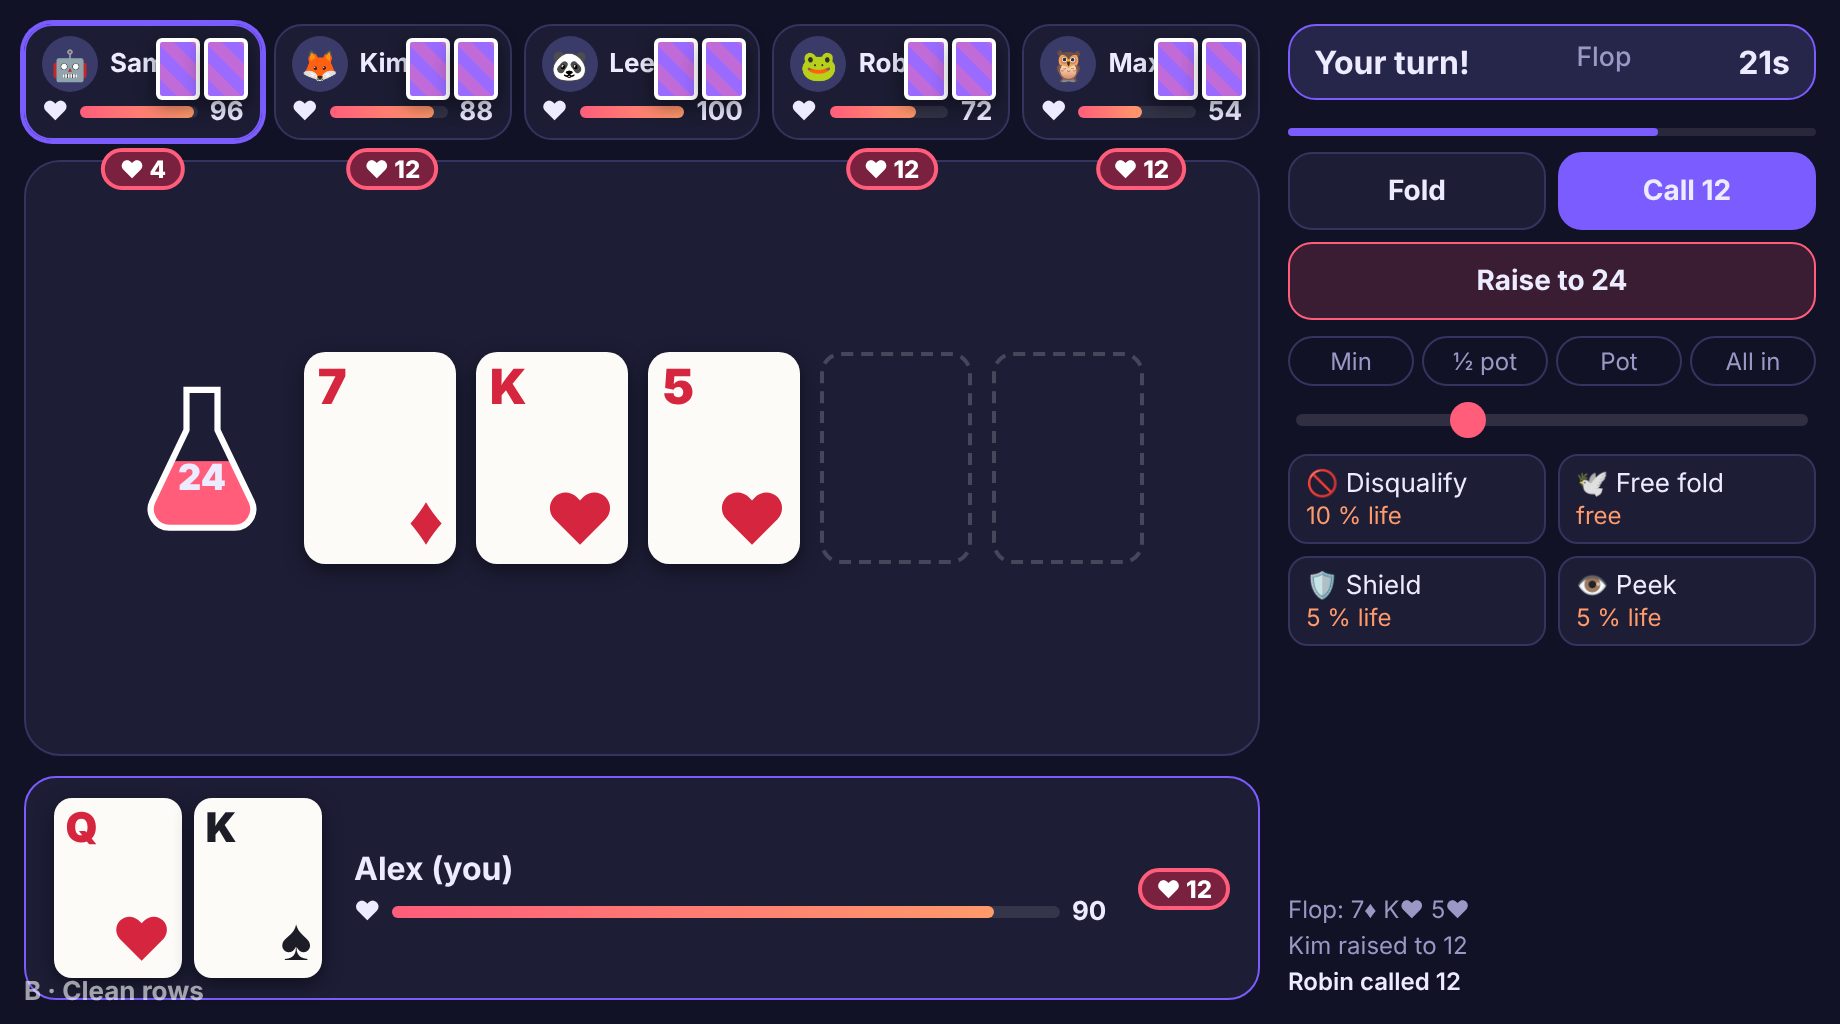 Sam
Kim
Lee
Rob
Max
96
88
100
72
54
4
12
12
12
24
7
K
5
Q
K
Alex (you)
90
12
B · Clean rows
Your turn! Flop 21s
Fold
Call 12
Raise to 24
Min
½ pot
Pot
All in
Disqualify
10 % life
Free fold
free
Shield
5 % life
Peek
5 % life
Flop: 7♦ K♥ 5♥
Kim raised to 12
Robin called 12